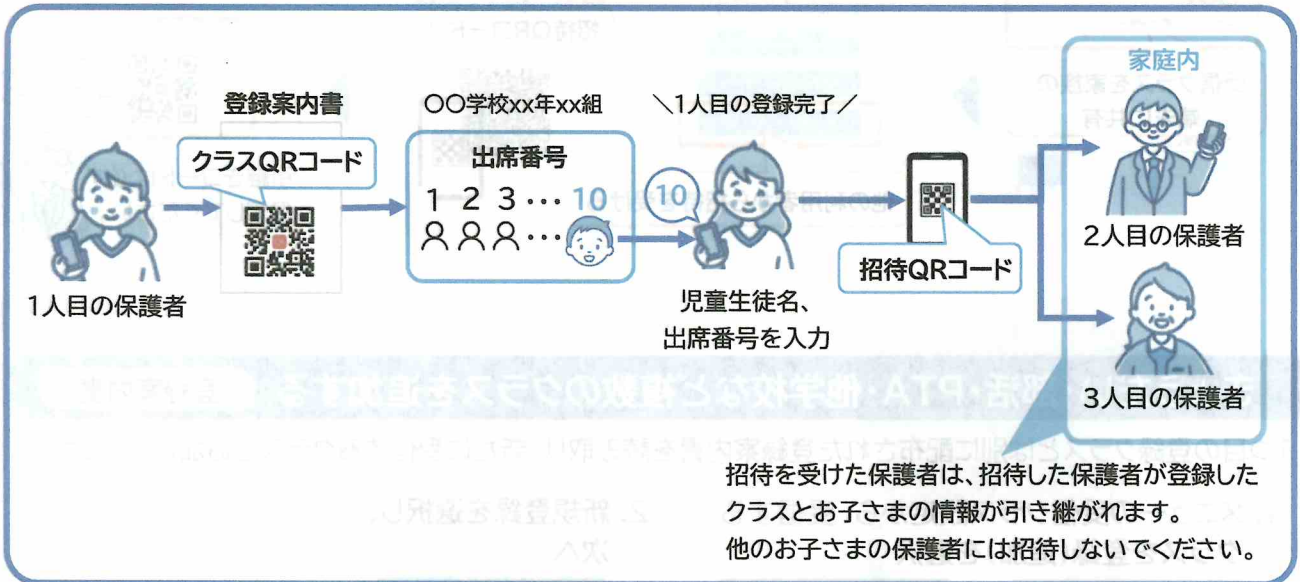 家庭内
登録案内書
〇〇学校xx年xx組
＼1人目の登録完了／
クラスQRコード
出席番号
1 2 3 … 10
…
10
1人目の保護者
招待QRコード
児童生徒名、
出席番号を入力
2人目の保護者
3人目の保護者
招待を受けた保護者は、招待した保護者が登録した
クラスとお子さまの情報が引き継がれます。
他のお子さまの保護者には招待しないでください。